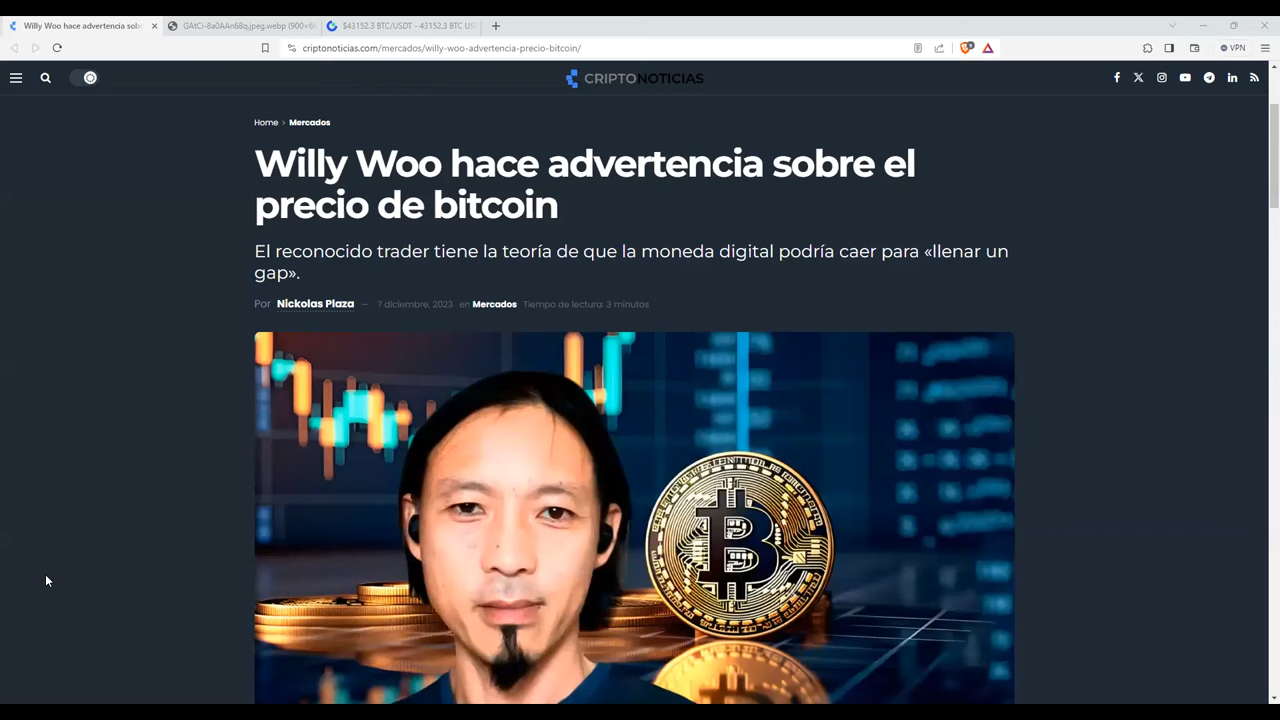 Willy Woo hace advertencia sob
GAtCi-8a0AAn68q.jpeg.webp (900×6
$43152.3 BTC/USDT - 43152.3 BTC US
criptonoticias.com/mercados/willy-woo-advertencia-precio-bitcoin/
VPN
CRIPTONOTICIAS
Home > Mercados
Willy Woo hace advertencia sobre el
precio de bitcoin
El reconocido trader tiene la teoría de que la moneda digital podría caer para «llenar un
gap».
Por Nickolas Plaza — 7 diciembre, 2023 en Mercados Tiempo de lectura: 3 minutos